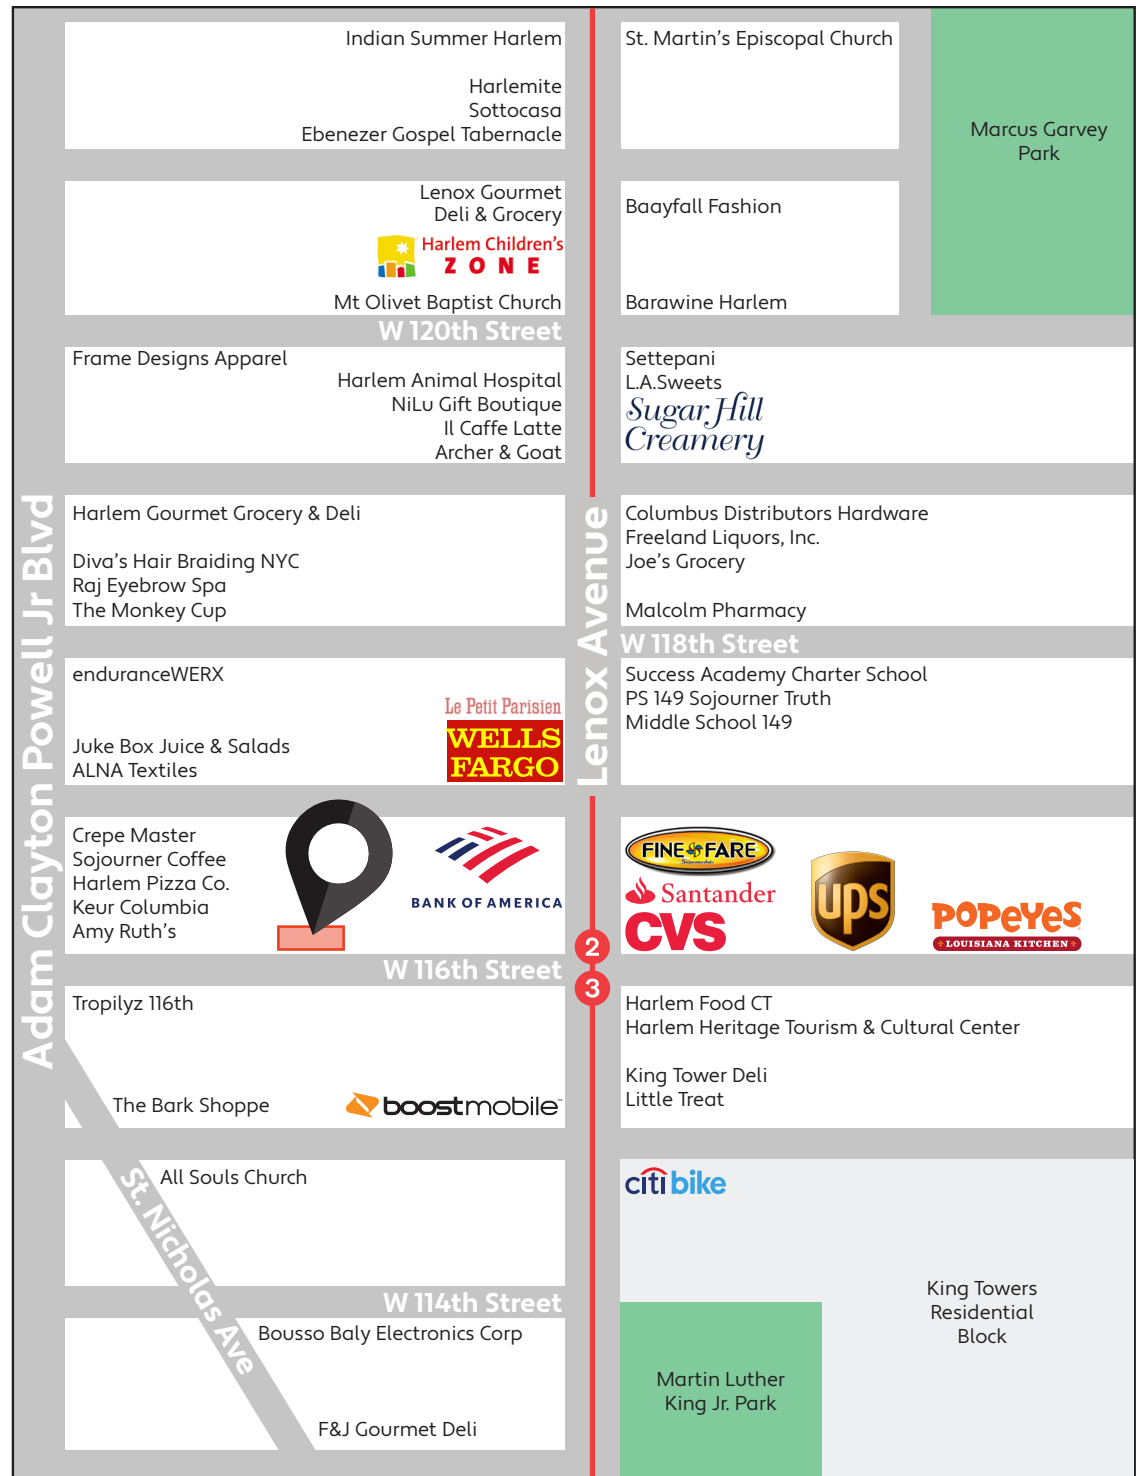 Indian Summer Harlem
Harlemite
Sottocasa
Ebenezer Gospel Tabernacle
St. Martin's Episcopal Church
Marcus Garvey
Park
Lenox Gourmet
Deli & Grocery
Harlem Children's
ZONE
Mt Olivet Baptist Church
Baayfall Fashion
Barawine Harlem
W 120th Street
Frame Designs Apparel
Harlem Animal Hospital
NiLu Gift Boutique
Il Caffe Latte
Archer & Goat
Settepani
L.A.Sweets
Sugar Hill
Creamery
Adam Clayton Powell Jr Blvd
Harlem Gourmet Grocery & Deli
Diva's Hair Braiding NYC
Raj Eyebrow Spa
The Monkey Cup
Lenox Avenue
Columbus Distributors Hardware
Freeland Liquors, Inc.
Joe's Grocery
Malcolm Pharmacy
W 118th Street
enduranceWERX
Juke Box Juice & Salads
ALNA Textiles
Le Petit Parisien
WELLS
FARGO
Success Academy Charter School
PS 149 Sojourner Truth
Middle School 149
Crepe Master
Sojourner Coffee
Harlem Pizza Co.
Keur Columbia
Amy Ruth's
BANK OF AMERICA
FINE FARE
Supermarkets
Santander
CVS
ups
POPEYES
LOUISIANA KITCHEN
2
W 116th Street
3
Tropilyz 116th
The Bark Shoppe
boostmobile
Harlem Food CT
Harlem Heritage Tourism & Cultural Center
King Tower Deli
Little Treat
St. Nicholas Ave
All Souls Church
citi bike
W 114th Street
King Towers
Residential
Block
Bousso Baly Electronics Corp
F&J Gourmet Deli
Martin Luther
King Jr. Park